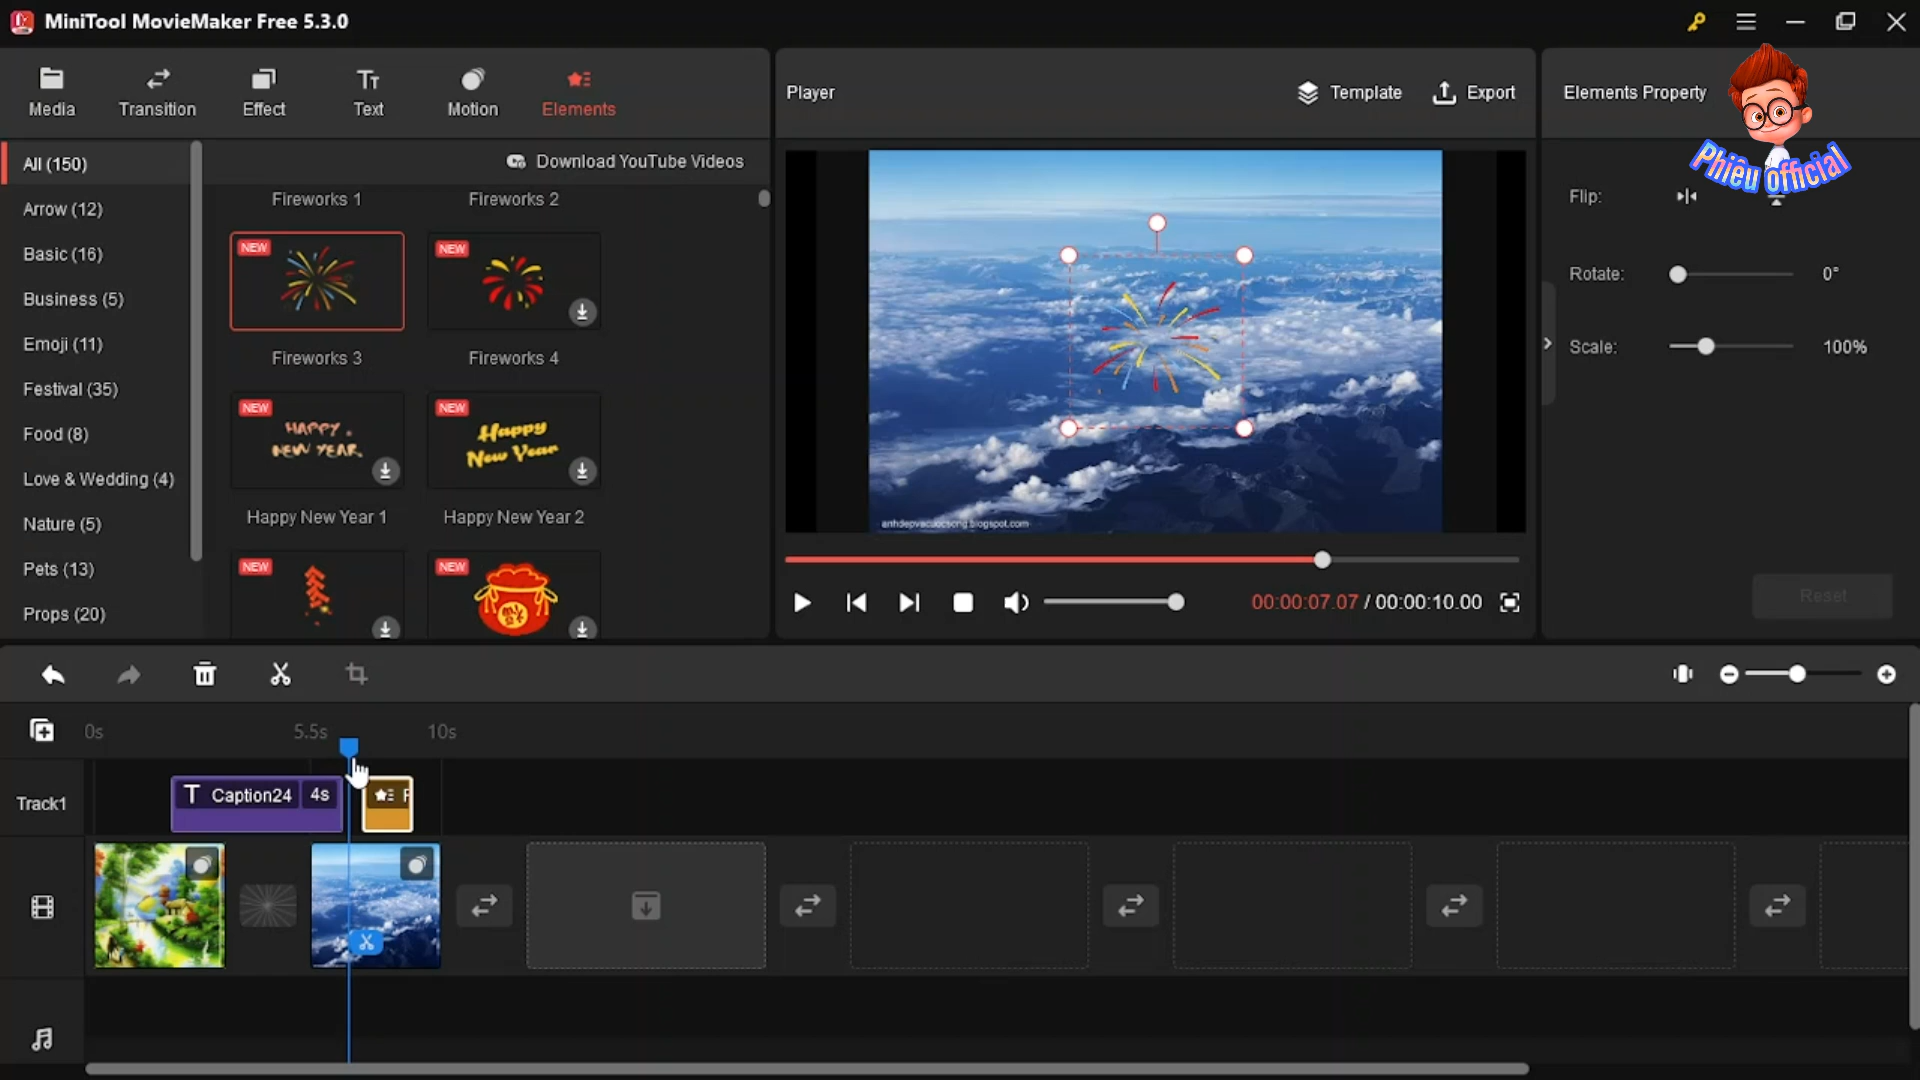 MiniTool MovieMaker Free 5.3.0
Media
Transition
Effect
Text
Motion
Elements
Player
Template
Export
Elements Property
Phiêu official
All (150)
Arrow (12)
Basic (16)
Business (5)
Emoji (11)
Festival (35)
Food (8)
Love & Wedding (4)
Nature (5)
Pets (13)
Props (20)
Download YouTube Videos
Fireworks 1
Fireworks 2
NEW
NEW
Fireworks 3
Fireworks 4
NEW
HAPPY
NEW YEAR
NEW
Happy
New Year
Happy New Year 1
Happy New Year 2
NEW
NEW
anhdepvacuocsong.blogspot.com
00:00:07.07 / 00:00:10.00
Flip:
Rotate:
0°
Scale:
100%
Reset
0s
5.5s
10s
Track1
T Caption24
4s
F